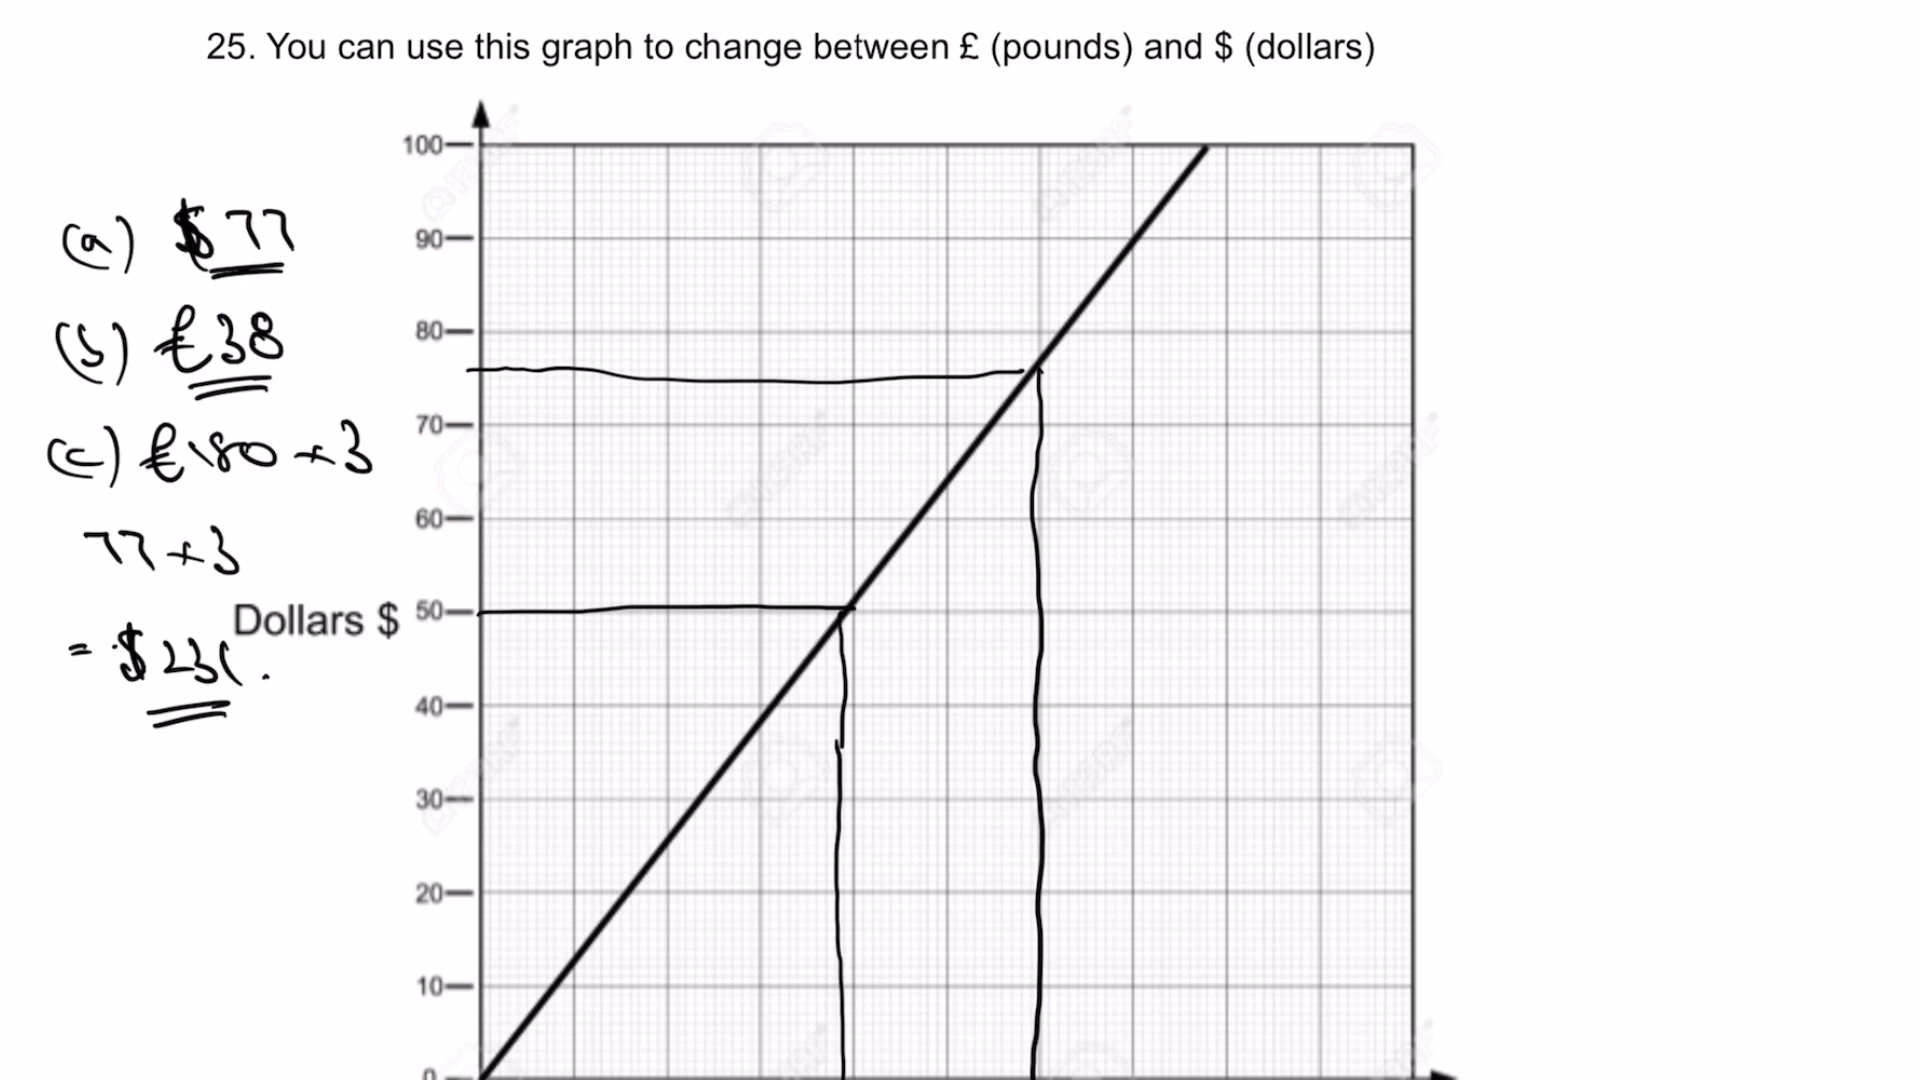 25. You can use this graph to change between £ (pounds) and $ (dollars)
100
90
80
70
60
50
40
30
20
10
0
Dollars $
(a) $77
(b) £38
(c) £180 × 3
77 × 3
= $231.